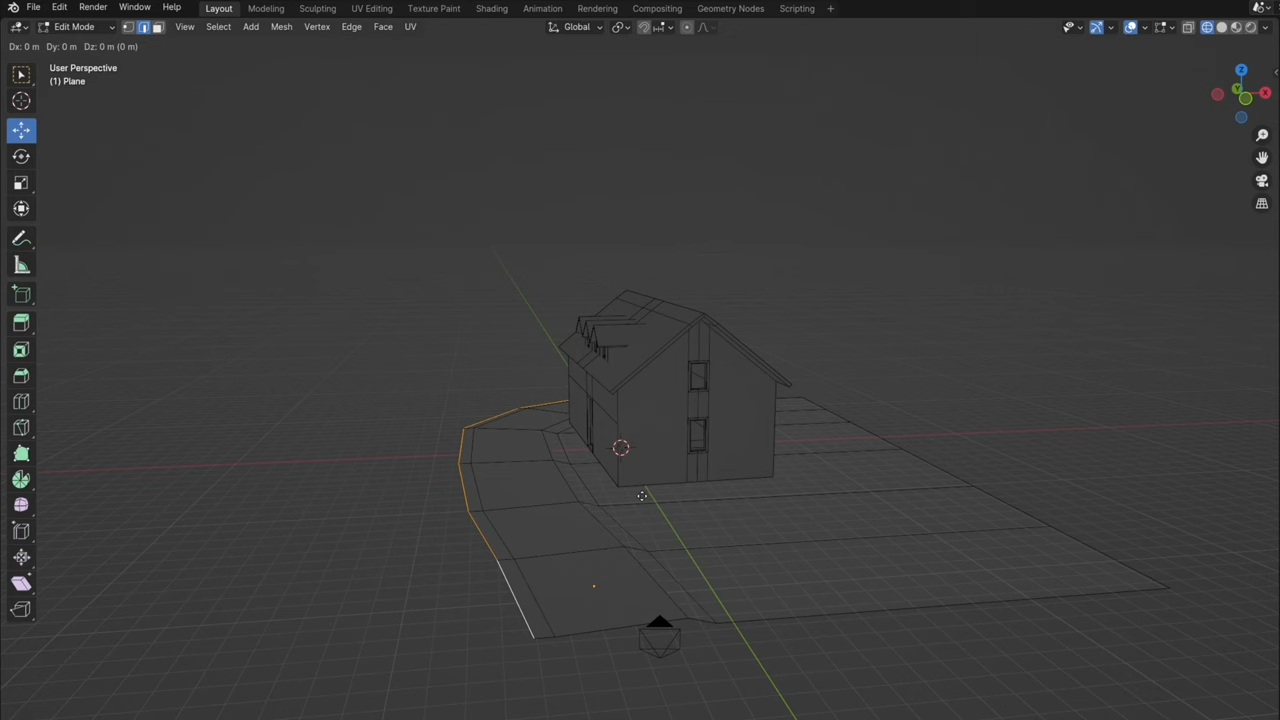 File Edit Render Window Help Layout Modeling Sculpting UV Editing Texture Paint Shading Animation Rendering Compositing Geometry Nodes Scripting +
Edit Mode View Select Add Mesh Vertex Edge Face UV Global
Dx: 0 m Dy: 0 m Dz: 0 m (0 m)
User Perspective
(1) Plane
Z
Y
X